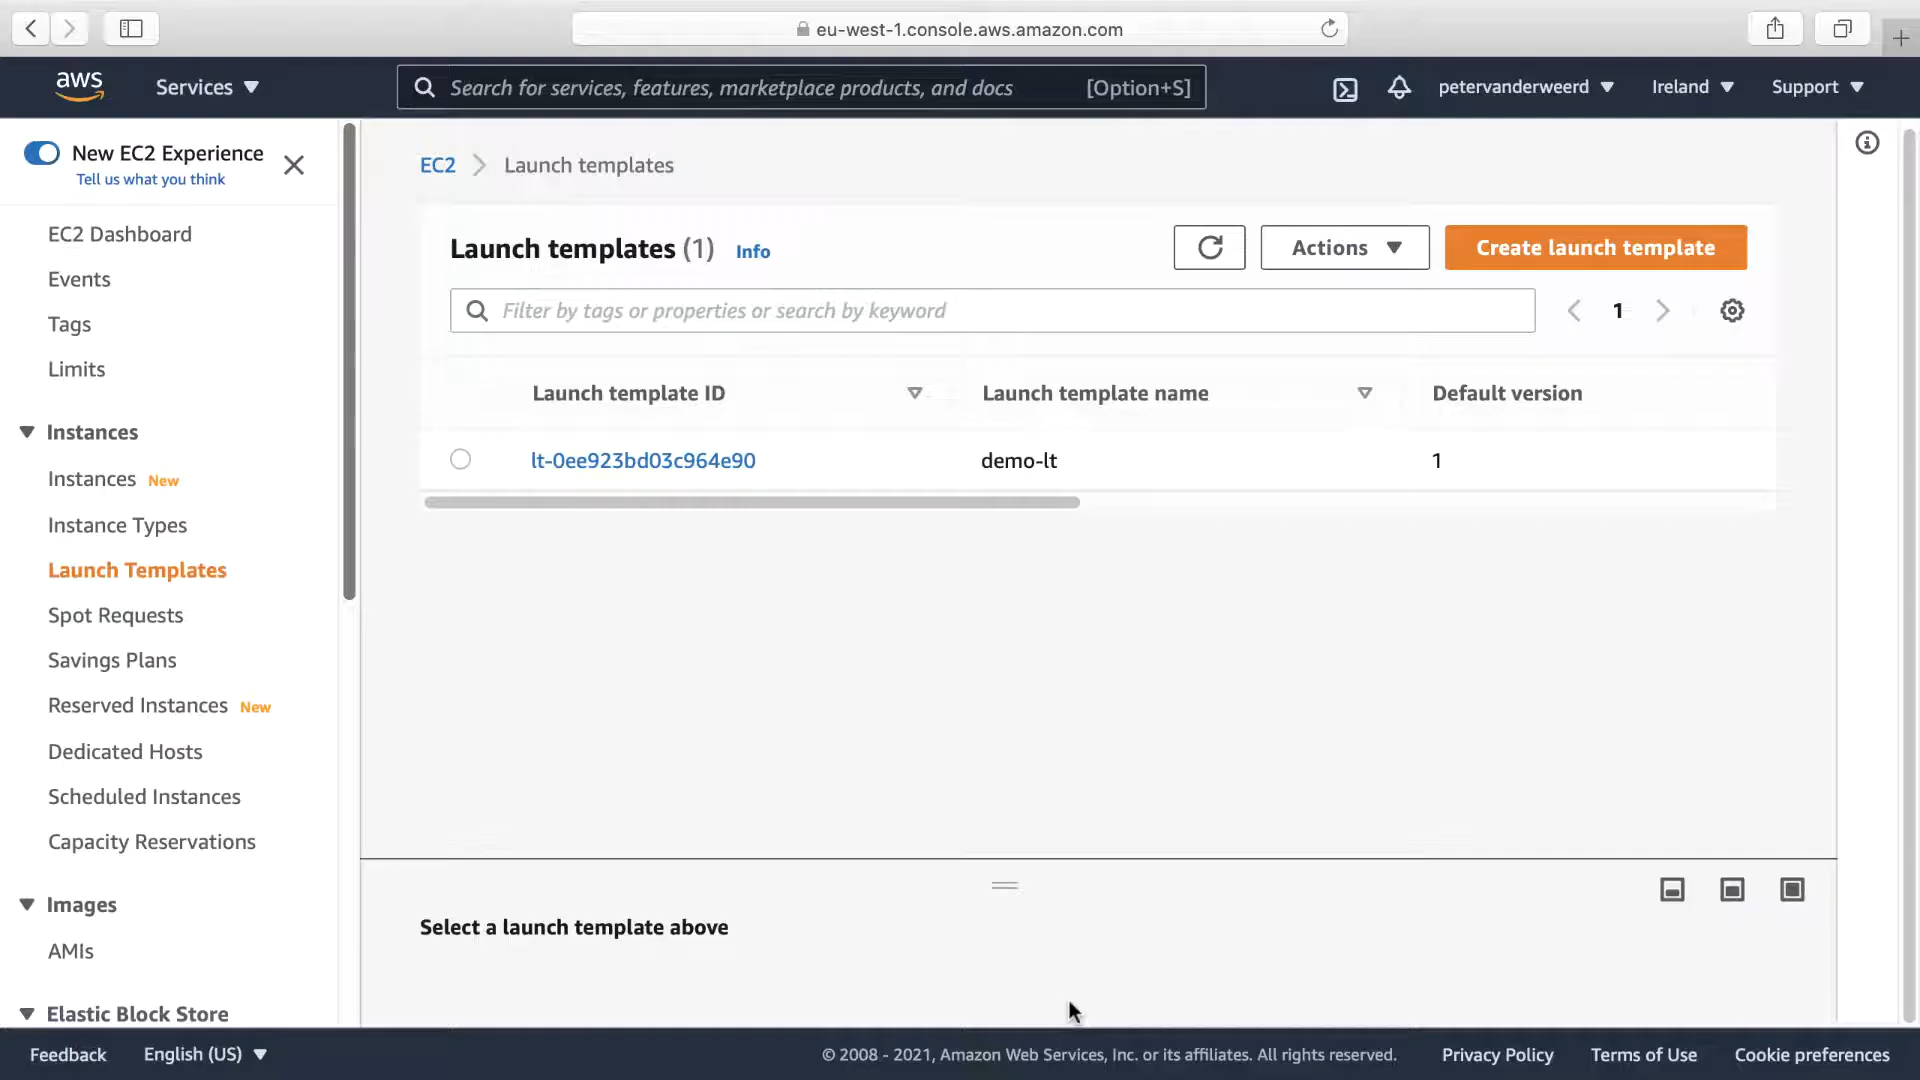 eu-west-1.console.aws.amazon.com
aws
Services
Search for services, features, marketplace products, and docs
[Option+S]
petervanderweerd
Ireland
Support
New EC2 Experience
Tell us what you think
EC2 Dashboard
Events
Tags
Limits
Instances
Instances New
Instance Types
Launch Templates
Spot Requests
Savings Plans
Reserved Instances New
Dedicated Hosts
Scheduled Instances
Capacity Reservations
Images
AMIs
Elastic Block Store
EC2 Launch templates
Launch templates (1) Info
Actions
Create launch template
Filter by tags or properties or search by keyword
1
Launch template ID
Launch template name
Default version
lt-0ee923bd03c964e90
demo-lt
1
Select a launch template above
Feedback
English (US)
© 2008 - 2021, Amazon Web Services, Inc. or its affiliates. All rights reserved.
Privacy Policy
Terms of Use
Cookie preferences